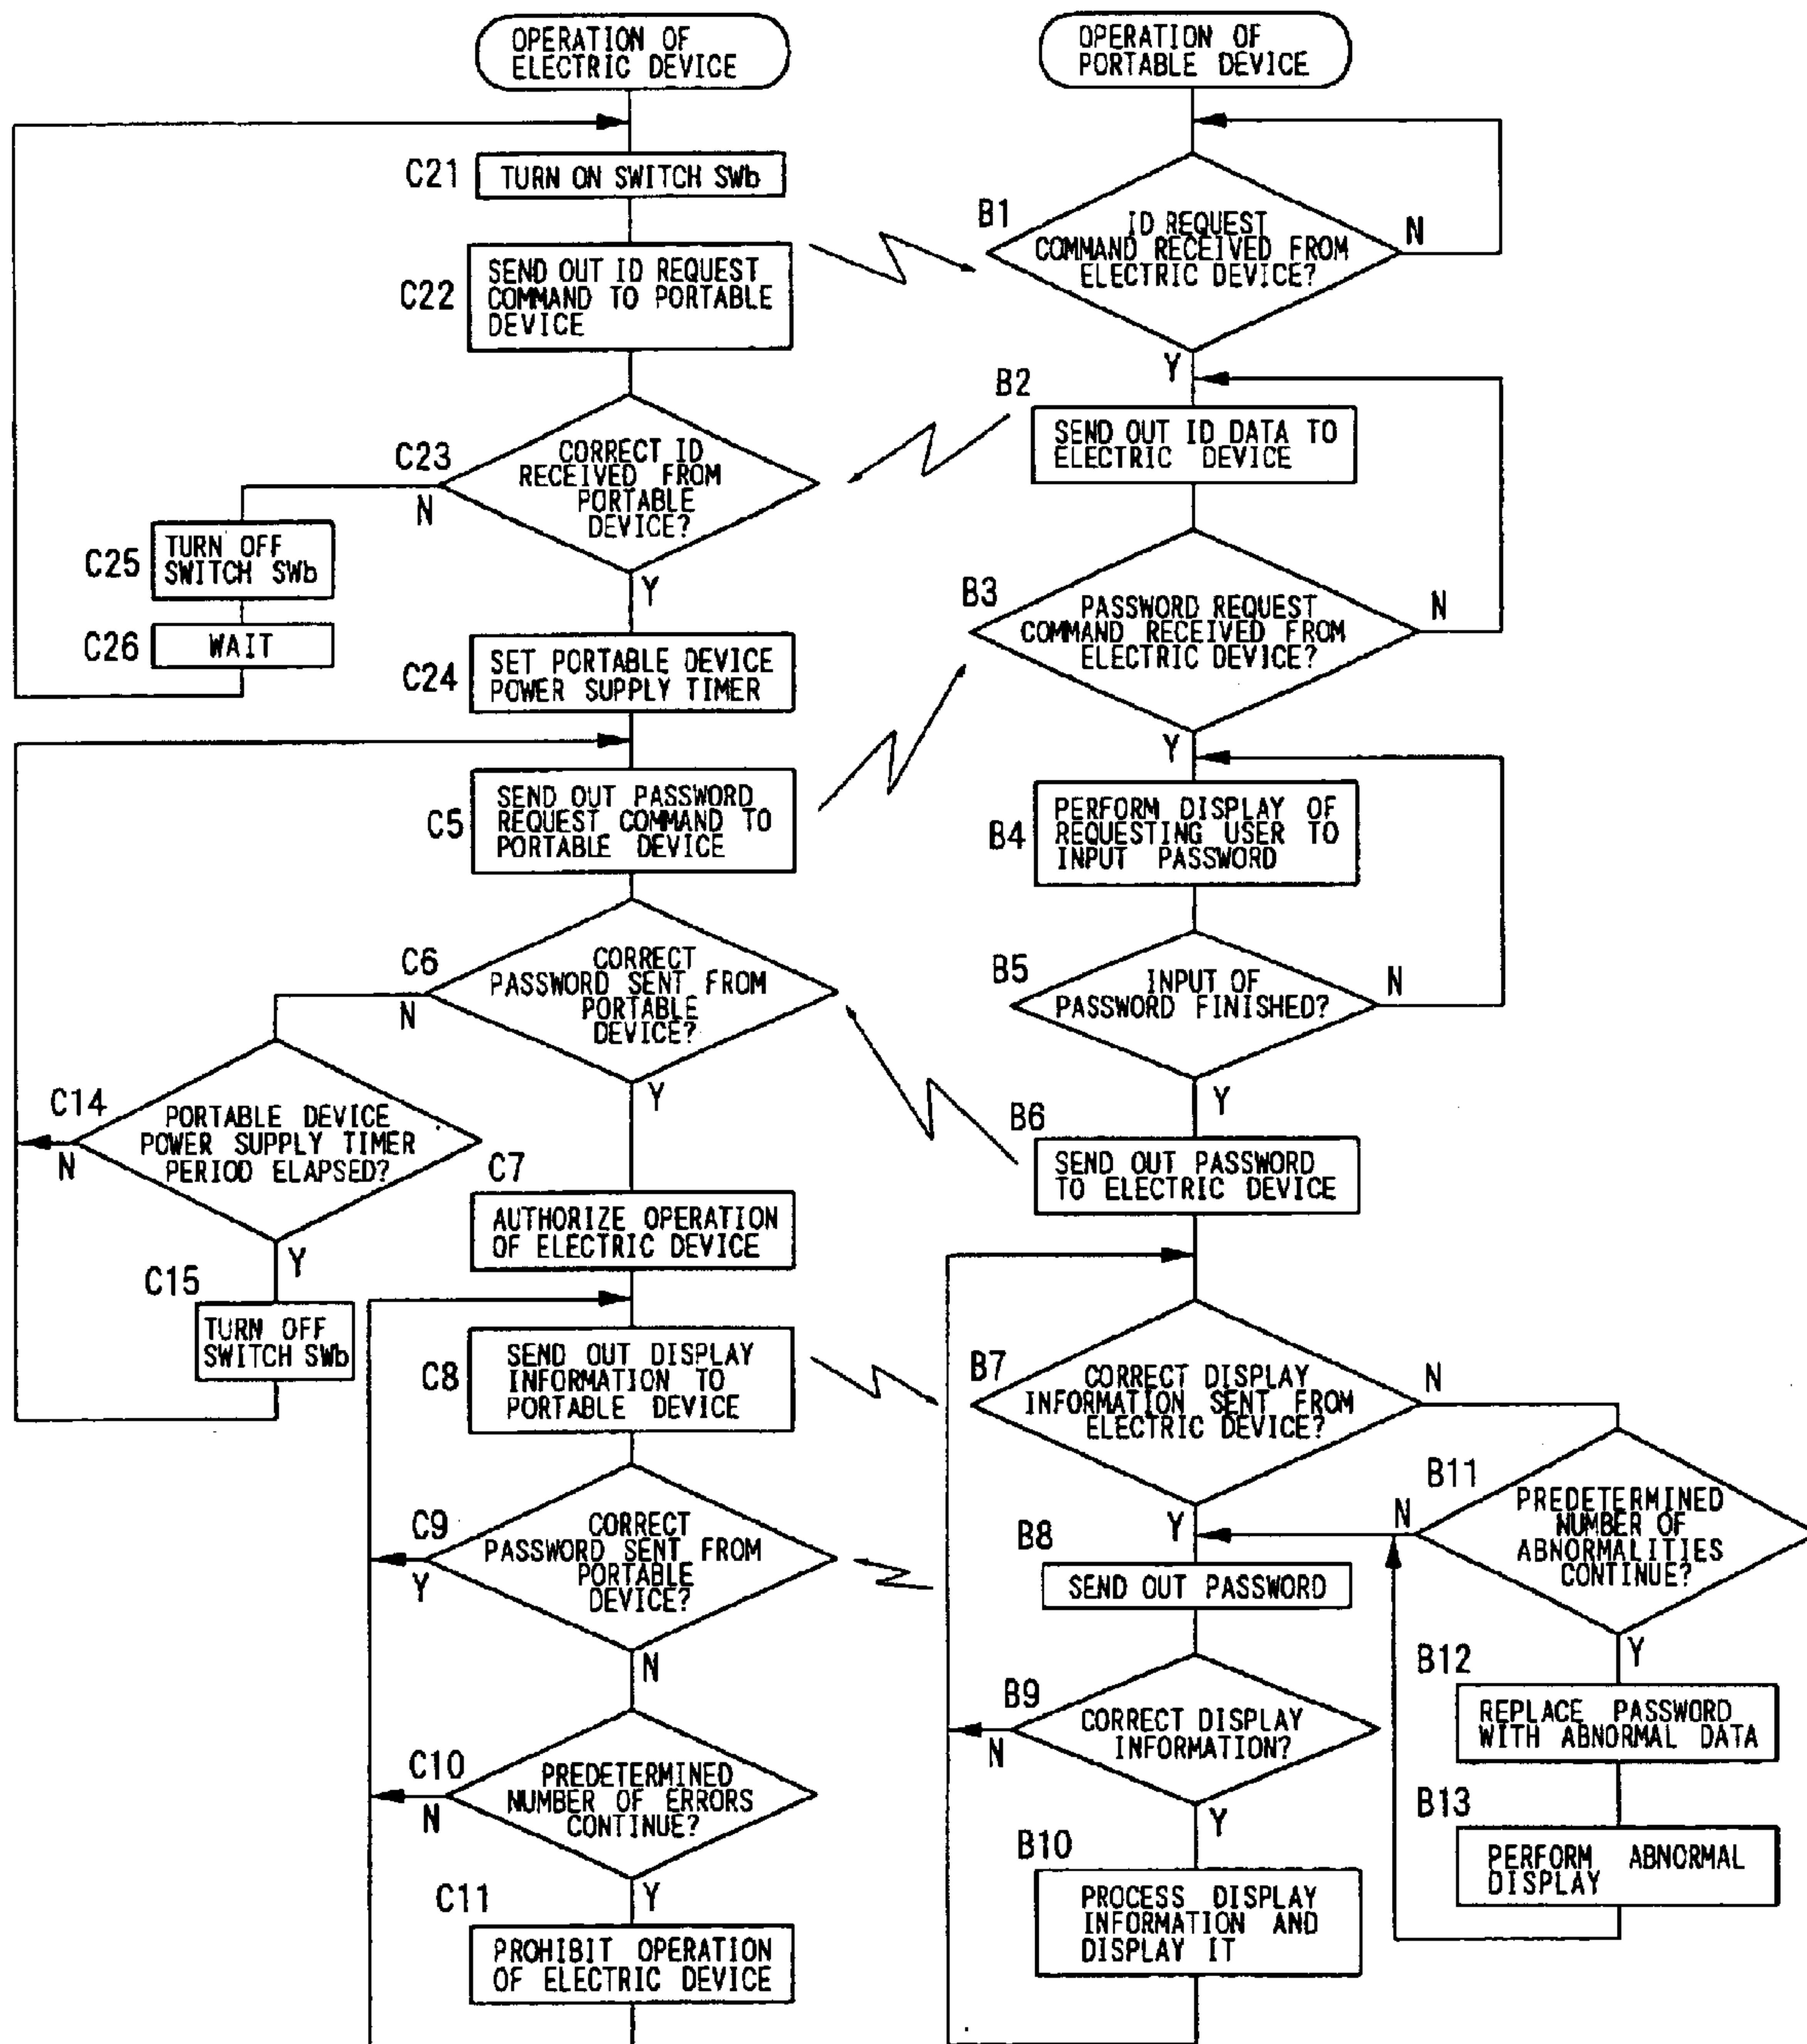 OPERATION OF
ELECTRIC DEVICE
C21
TURN ON SWITCH SWb
C22
SEND OUT ID REQUEST
COMMAND TO PORTABLE
DEVICE
C23
CORRECT ID
RECEIVED FROM
PORTABLE
DEVICE?
N
Y
C25
TURN OFF
SWITCH SWb
C26
WAIT
C24
SET PORTABLE DEVICE
POWER SUPPLY TIMER
C5
SEND OUT PASSWORD
REQUEST COMMAND TO
PORTABLE DEVICE
C6
CORRECT
PASSWORD SENT FROM
PORTABLE
DEVICE?
N
Y
C14
PORTABLE DEVICE
POWER SUPPLY TIMER
PERIOD ELAPSED?
N
Y
C15
TURN OFF
SWITCH SWb
C7
AUTHORIZE OPERATION
OF ELECTRIC DEVICE
C8
SEND OUT DISPLAY
INFORMATION TO
PORTABLE DEVICE
C9
CORRECT
PASSWORD SENT FROM
PORTABLE
DEVICE?
Y
N
C10
PREDETERMINED
NUMBER OF ERRORS
CONTINUE?
N
Y
C11
PROHIBIT OPERATION
OF ELECTRIC DEVICE
OPERATION OF
PORTABLE DEVICE
B1
ID REQUEST
COMMAND RECEIVED FROM
ELECTRIC DEVICE?
N
Y
B2
SEND OUT ID DATA TO
ELECTRIC DEVICE
B3
PASSWORD REQUEST
COMMAND RECEIVED FROM
ELECTRIC DEVICE?
N
Y
B4
PERFORM DISPLAY OF
REQUESTING USER TO
INPUT PASSWORD
B5
INPUT OF
PASSWORD FINISHED?
N
Y
B6
SEND OUT PASSWORD
TO ELECTRIC DEVICE
B7
CORRECT DISPLAY
INFORMATION SENT FROM
ELECTRIC DEVICE?
N
Y
B8
SEND OUT PASSWORD
B9
CORRECT DISPLAY
INFORMATION?
N
Y
B10
PROCESS DISPLAY
INFORMATION AND
DISPLAY IT
B11
PREDETERMINED
NUMBER OF
ABNORMALITIES
CONTINUE?
N
Y
B12
REPLACE PASSWORD
WITH ABNORMAL DATA
B13
PERFORM ABNORMAL
DISPLAY